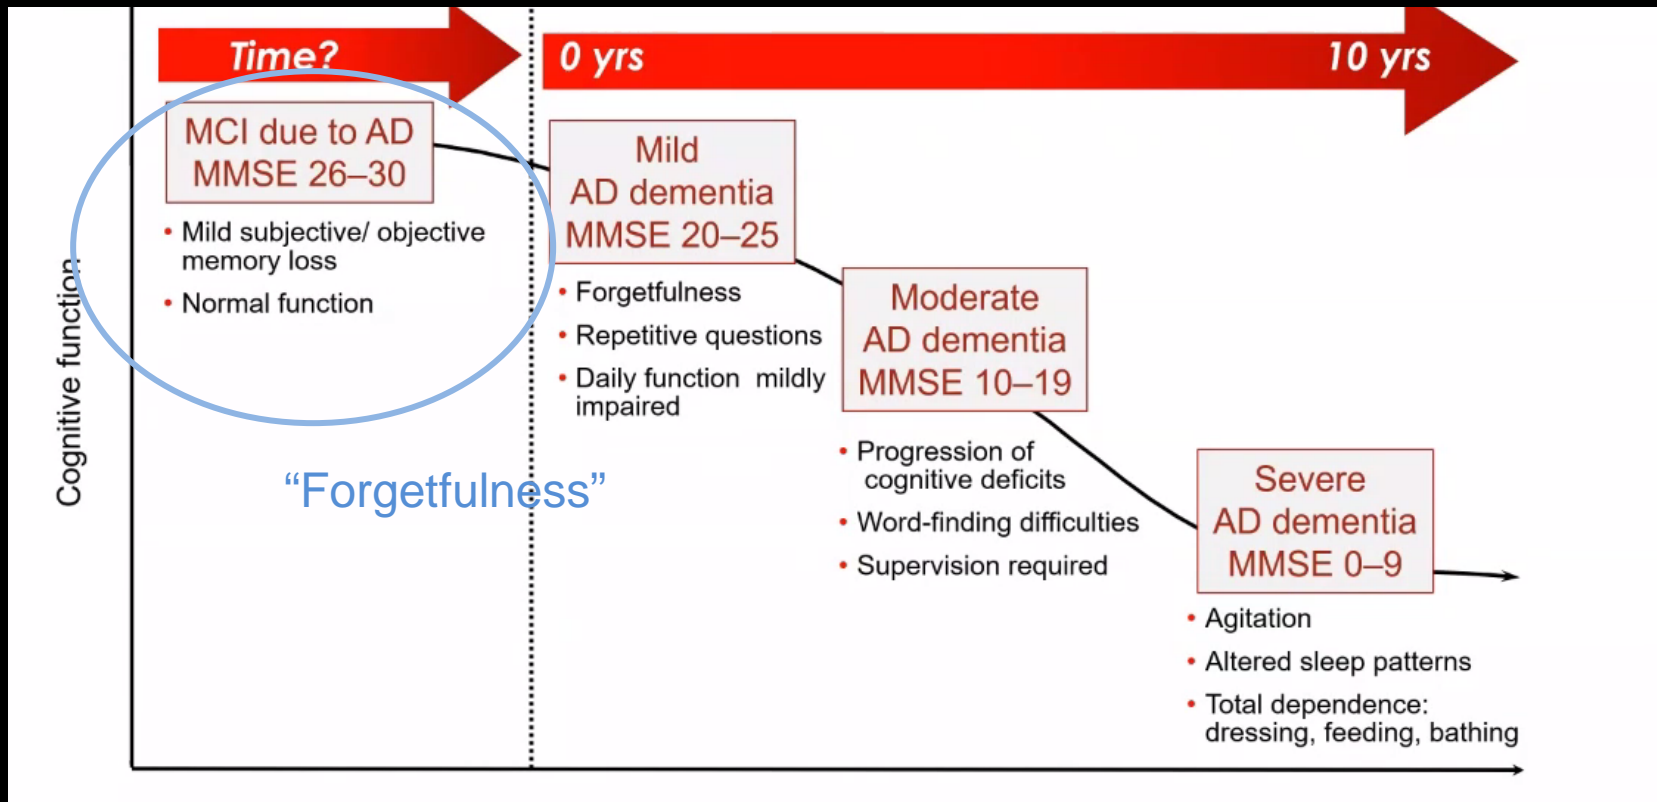 Time?
0 yrs
10 yrs
MCI due to AD
MMSE 26–30
• Mild subjective/ objective
memory loss
• Normal function
Mild
AD dementia
MMSE 20–25
• Forgetfulness
• Repetitive questions
• Daily function mildly
impaired
Moderate
AD dementia
MMSE 10–19
• Progression of
cognitive deficits
• Word-finding difficulties
• Supervision required
Severe
AD dementia
MMSE 0–9
• Agitation
• Altered sleep patterns
• Total dependence:
dressing, feeding, bathing
Cognitive function
“Forgetfulness”